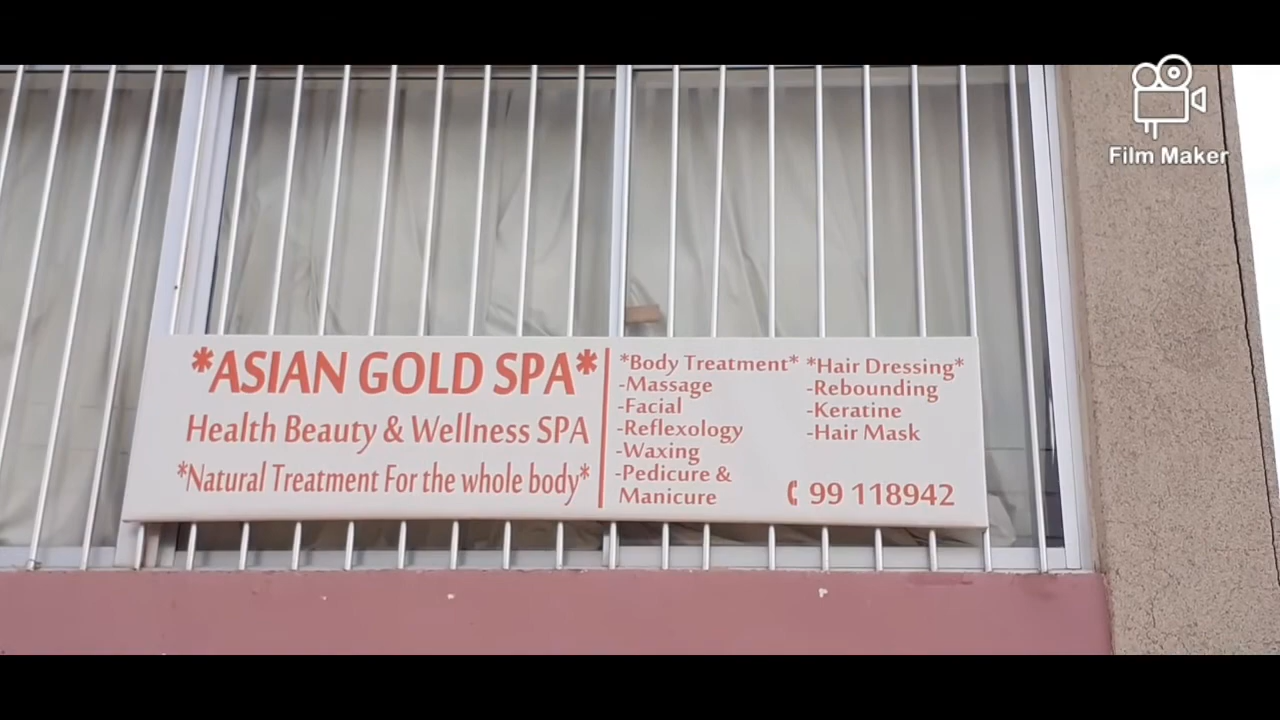 *ASIAN GOLD SPA*
Health Beauty & Wellness SPA
*Natural Treatment For the whole body*
*Body Treatment*
-Massage
-Facial
-Reflexology
-Waxing
-Pedicure &
Manicure
*Hair Dressing*
-Rebounding
-Keratine
-Hair Mask
99 118942
Film Maker